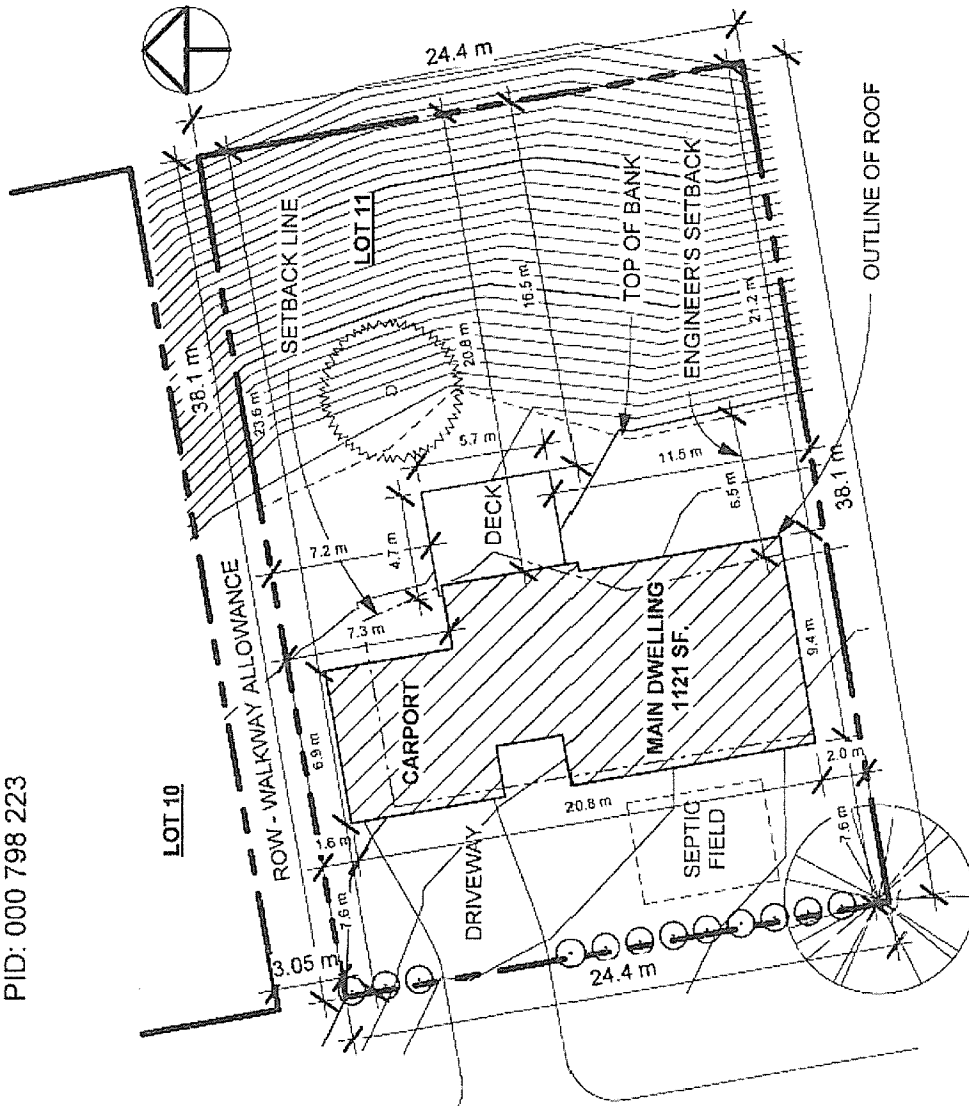 PID: 000 798 223
24.4 m
38.1 m
23.6 m
SETBACK LINE
LOT 11
LOT 10
ROW - WALKWAY ALLOWANCE
20.8 m
16.5 m
TOP OF BANK
ENGINEER'S SETBACK
21.2 m
OUTLINE OF ROOF
5.7 m
7.2 m
4.7 m
DECK
11.5 m
6.5 m
38.1 m
7.3 m
6.9 m
CARPORT
MAIN DWELLING
1121 SF.
9.4 m
1.6 m
20.8 m
2.0 m
DRIVEWAY
SEPTIC
FIELD
7.6 m
7.6 m
3.05 m
24.4 m